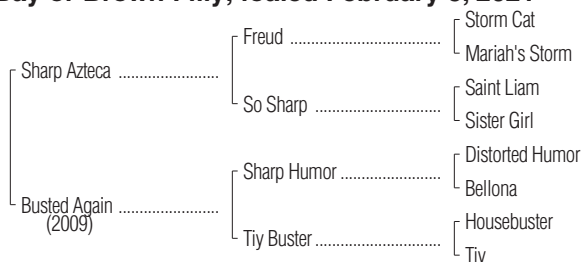 Bay or Brown Filly; foaled February 2021
Storm Cat
Freud ........................................
Mariah's Storm
Sharp Azteca ..........................
Saint Liam
So Sharp .................................
Sister Girl
Distorted Humor
Sharp Humor ..........................
Bellona
Busted Again ..........................
(2009)
Housebuster
Tiy Buster ................................
Tiy